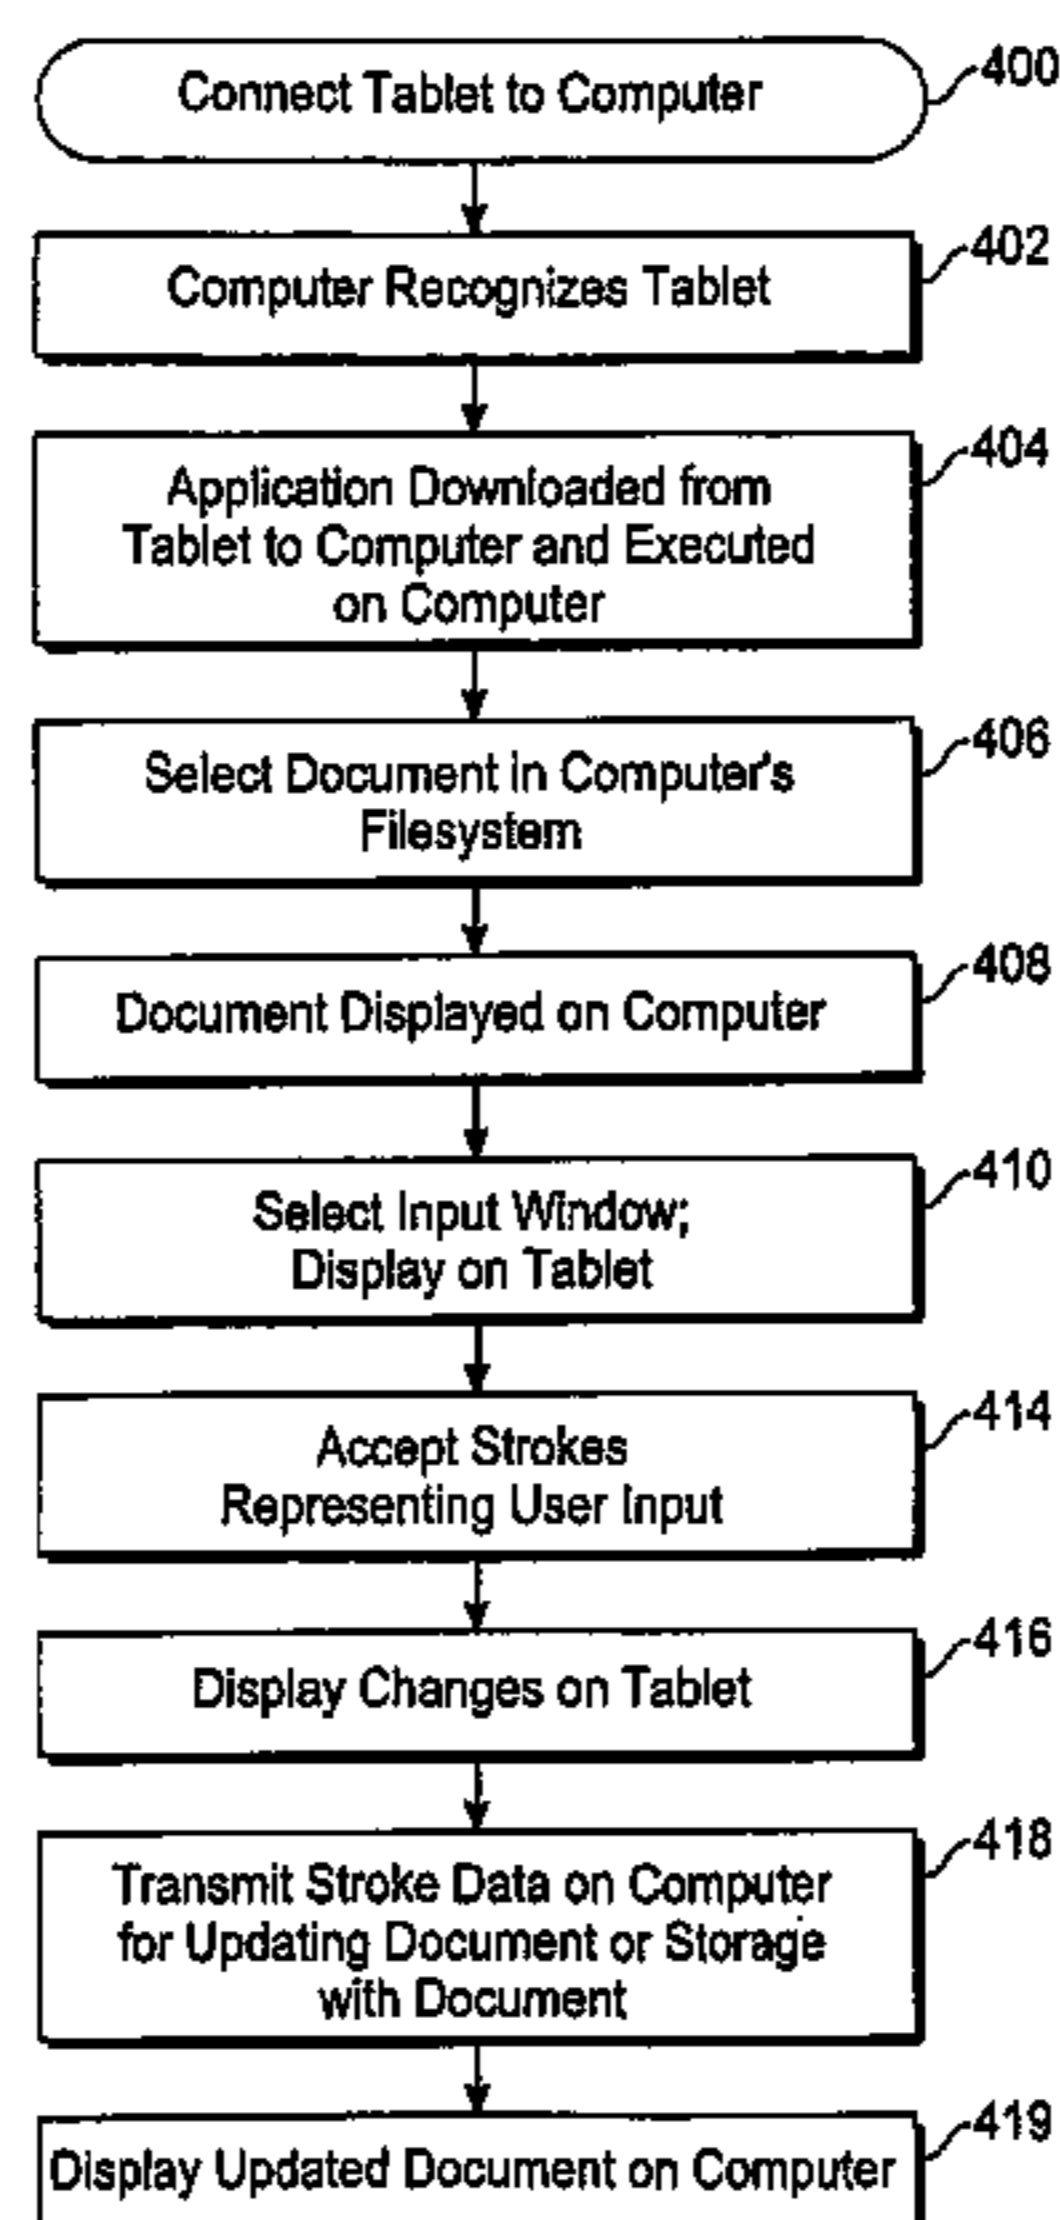 Connect Tablet to Computer
400
Computer Recognizes Tablet
402
Application Downloaded from
Tablet to Computer and Executed
on Computer
404
Select Document in Computer's
Filesystem
406
Document Displayed on Computer
408
Select Input Window;
Display on Tablet
410
Accept Strokes
Representing User Input
414
Display Changes on Tablet
416
Transmit Stroke Data on Computer
for Updating Document or Storage
with Document
418
Display Updated Document on Computer
419